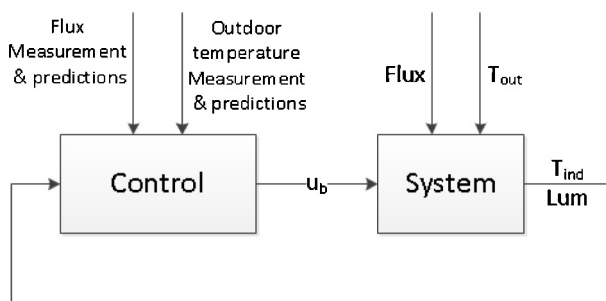 Flux
Measurement
& predictions
Outdoor
temperature
Measurement
& predictions
Flux
Tout
Control
ub
System
Tind
Lum